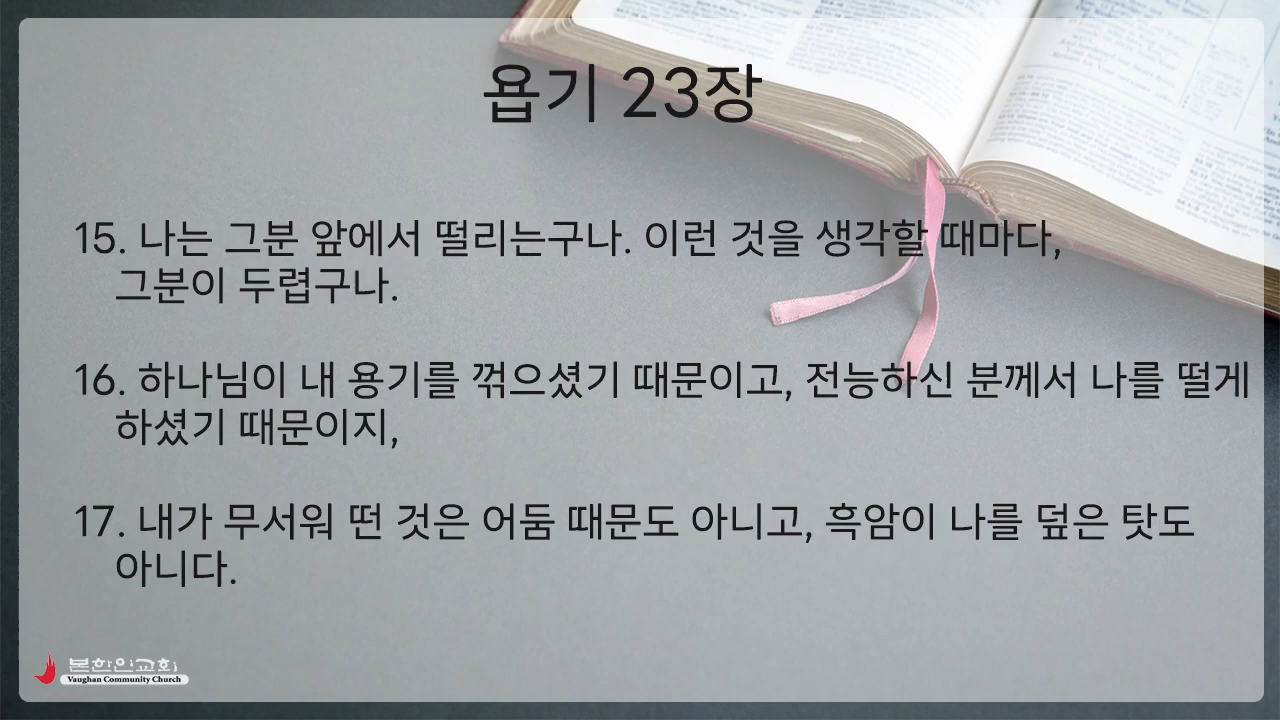 욥기 23장
15. 나는 그분 앞에서 떨리는구나. 이런 것을 생각할 때마다,
그분이 두렵구나.
16. 하나님이 내 용기를 꺾으셨기 때문이고, 전능하신 분께서 나를 떨게
하셨기 때문이지,
17. 내가 무서워 떤 것은 어둠 때문도 아니고, 흑암이 나를 덮은 탓도
아니다.
본한인교회
Vaughan Community Church